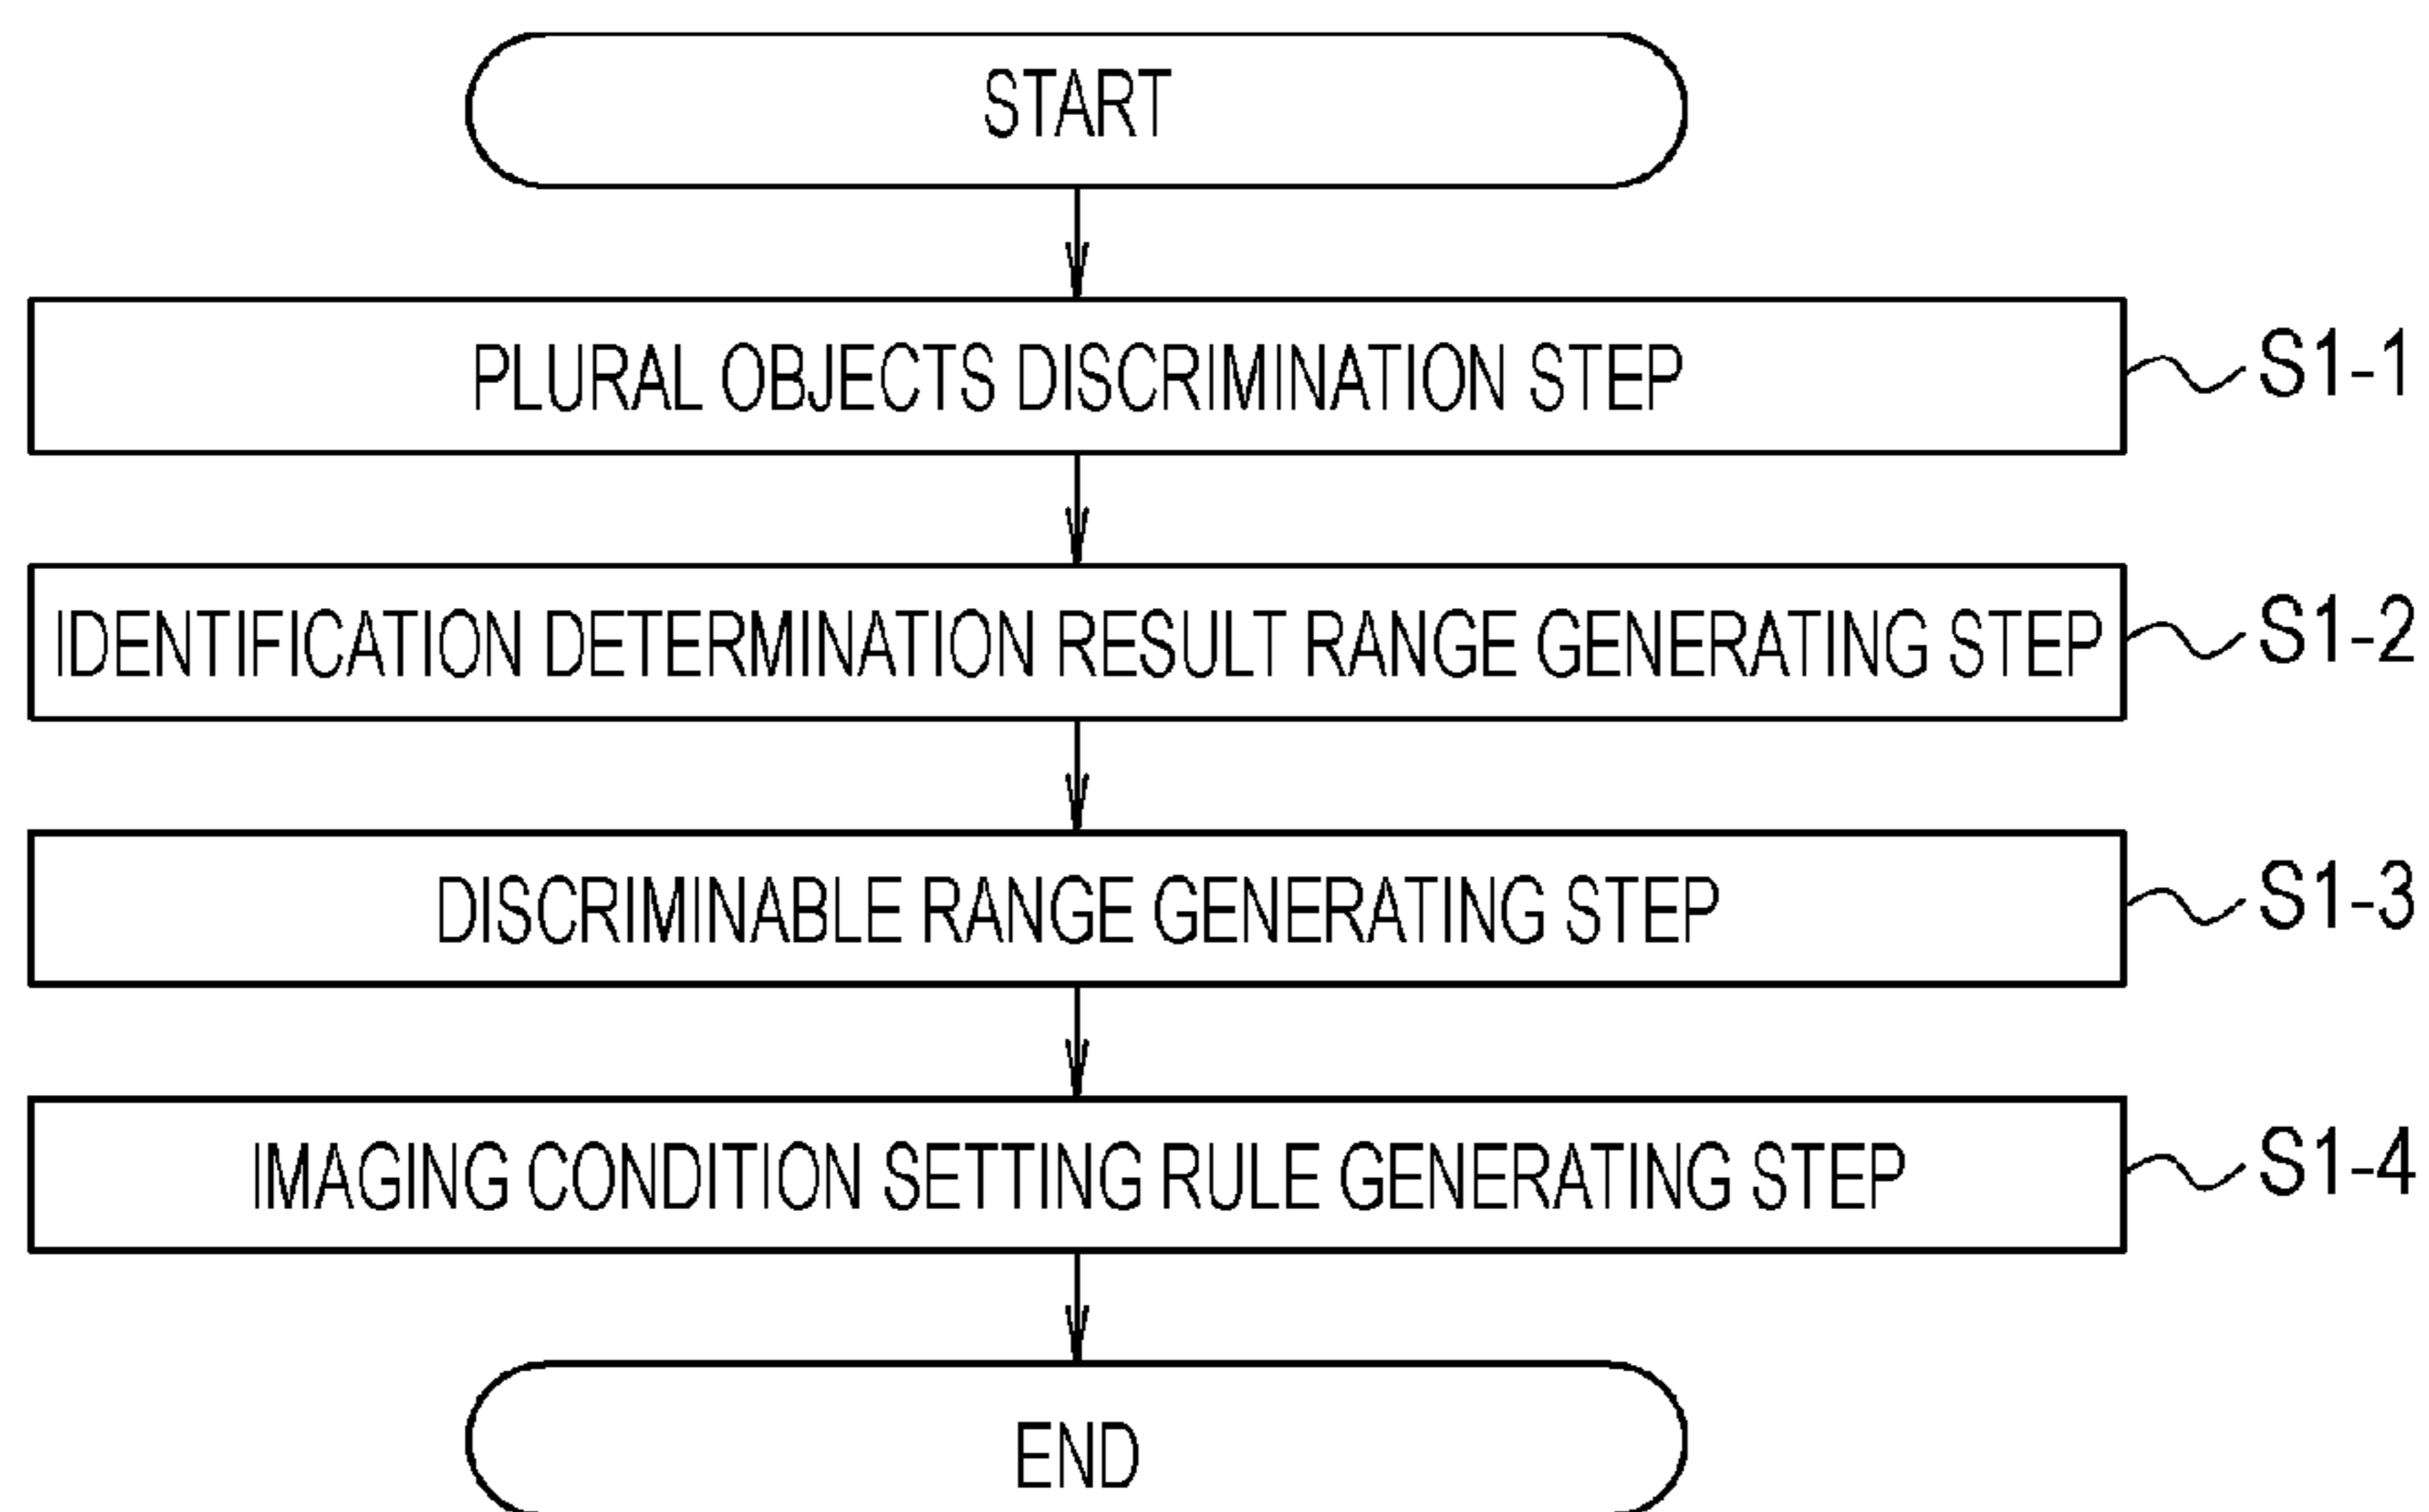 START
PLURAL OBJECTS DISCRIMINATION STEP S1-1
IDENTIFICATION DETERMINATION RESULT RANGE GENERATING STEP S1-2
DISCRIMINABLE RANGE GENERATING STEP S1-3
IMAGING CONDITION SETTING RULE GENERATING STEP S1-4
END